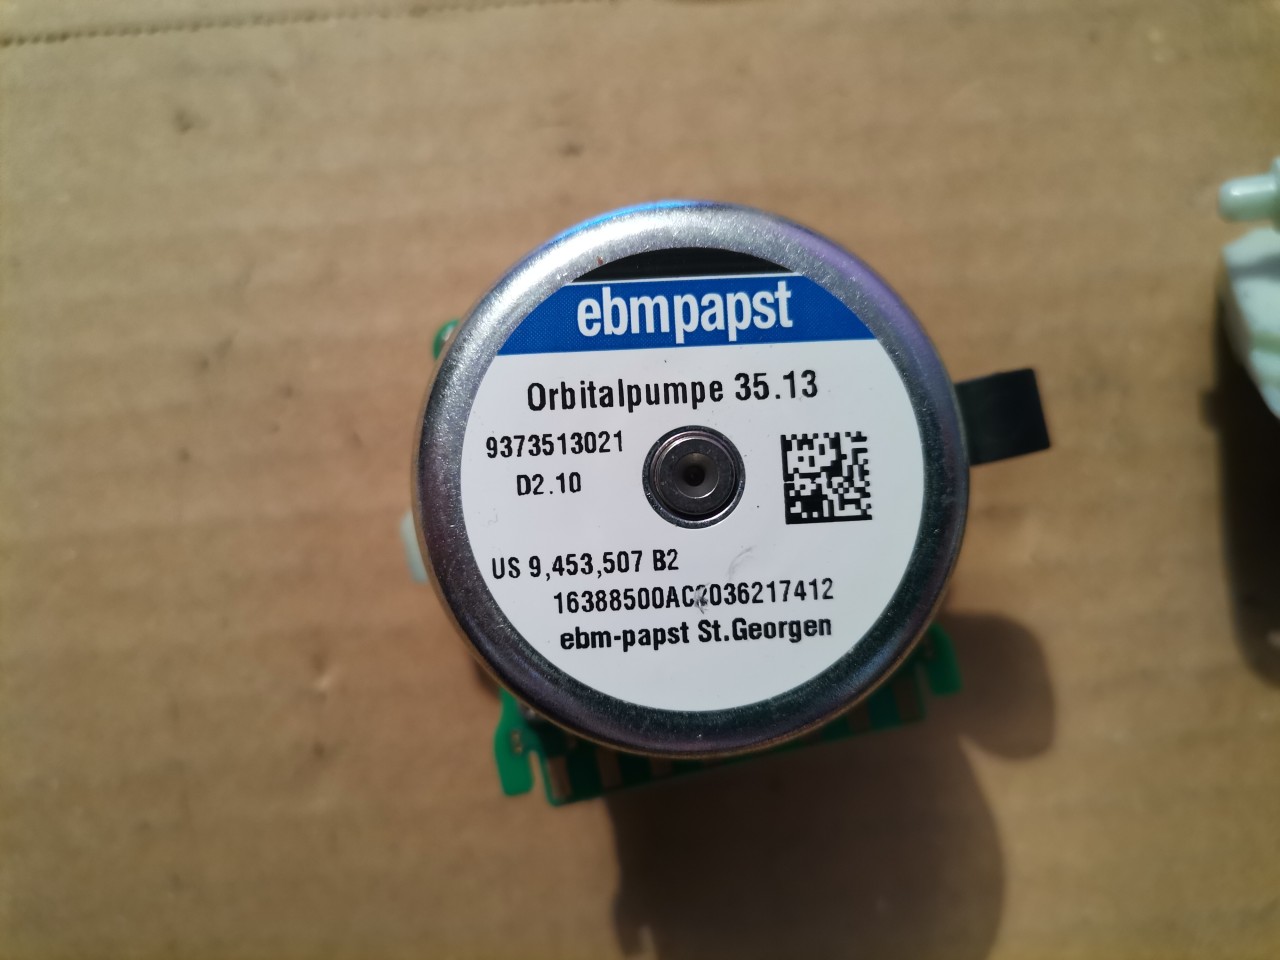 ebmpapst
Orbitalpumpe 35.13
9373513021
D2.10
US 9,453,507 B2
16388500AC2036217412
ebm-papst St.Georgen